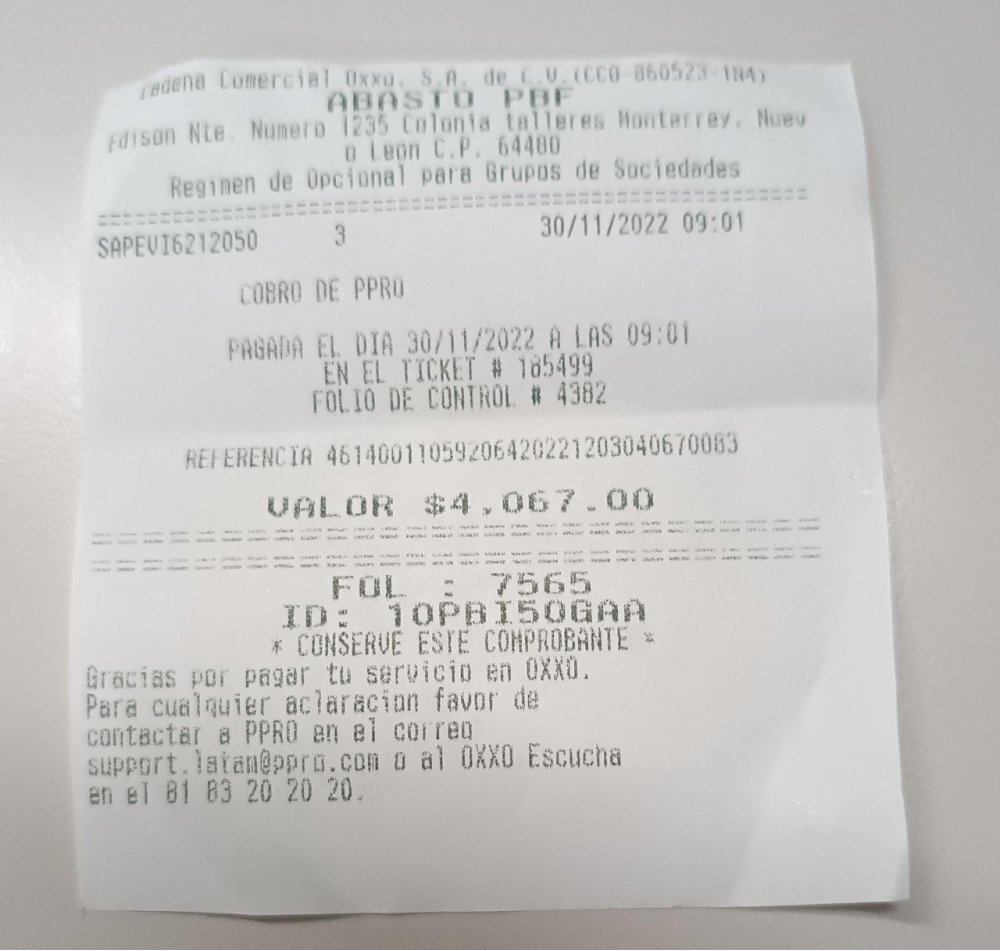 Cadena Comercial Oxxo, S.A. de C.V.(CCO-860523-1N4)
ABASTO PBF
Edison Nte. Numero 1235 Colonia talleres Monterrey, Nuev
o Leon C.P. 64480
Regimen de Opcional para Grupos de Sociedades
SAPEVI6212050 3 30/11/2022 09:01
COBRO DE PPRO
PAGADA EL DIA 30/11/2022 A LAS 09:01
EN EL TICKET # 185499
FOLIO DE CONTROL # 4382
REFERENCIA 46140011059206420221203040670083
VALOR $4,067.00
FOL : 7565
ID: 10PBI50GAA
* CONSERVE ESTE COMPROBANTE *
Gracias por pagar tu servicio en OXXO.
Para cualquier aclaracion favor de
contactar a PPRO en el correo
support.latam@ppro.com o al OXXO Escucha
en el 81 83 20 20 20.